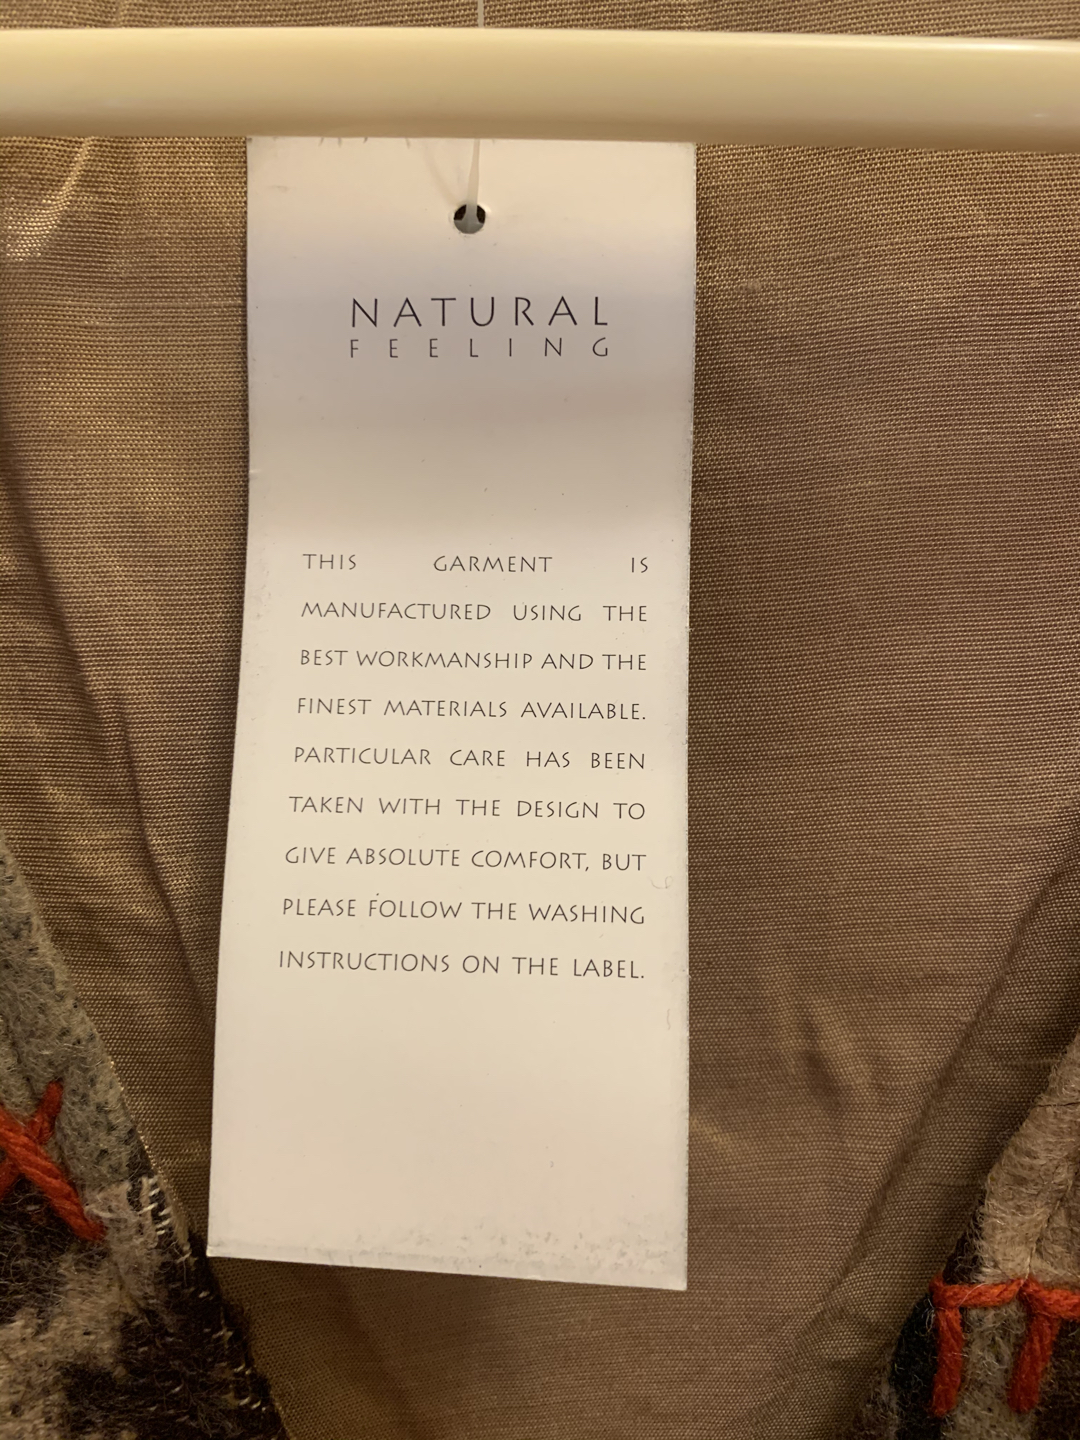 NATURAL
FEELING
THIS GARMENT IS
MANUFACTURED USING THE
BEST WORKMANSHIP AND THE
FINEST MATERIALS AVAILABLE.
PARTICULAR CARE HAS BEEN
TAKEN WITH THE DESIGN TO
GIVE ABSOLUTE COMFORT, BUT
PLEASE FOLLOW THE WASHING
INSTRUCTIONS ON THE LABEL.